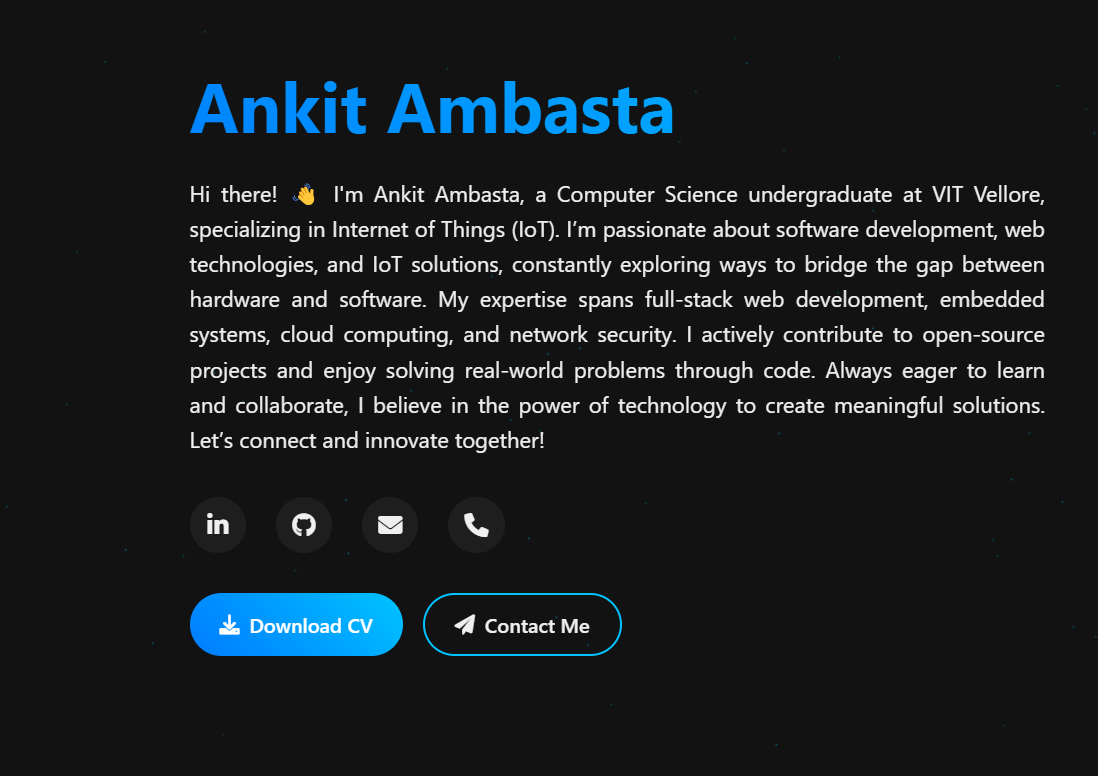 Ankit Ambasta
Hi there! 👋 I'm Ankit Ambasta, a Computer Science undergraduate at VIT Vellore,
specializing in Internet of Things (IoT). I’m passionate about software development, web
technologies, and IoT solutions, constantly exploring ways to bridge the gap between
hardware and software. My expertise spans full-stack web development, embedded
systems, cloud computing, and network security. I actively contribute to open-source
projects and enjoy solving real-world problems through code. Always eager to learn
and collaborate, I believe in the power of technology to create meaningful solutions.
Let’s connect and innovate together!
in
Download CV
Contact Me